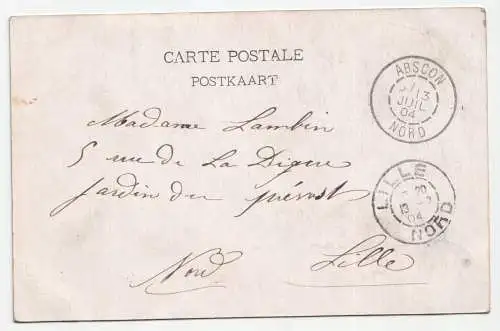 CARTE POSTALE
POSTKAART
ABSCON
13
JUIL
04
NORD
Madame Lambin
5 rue de La Digue
Jardin du prévost
LILLE
04
NORD
Nord Lille